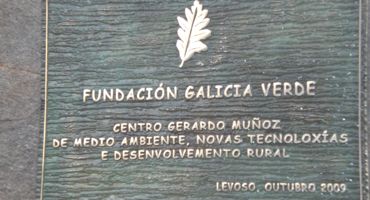 FUNDACIÓN GALICIA VERDE
CENTRO GERARDO MUÑOZ
DE MEDIO AMBIENTE, NOVAS TECNOLOXÍAS
E DESENVOLVEMENTO RURAL
LEVOSO, OUTUBRO 2009